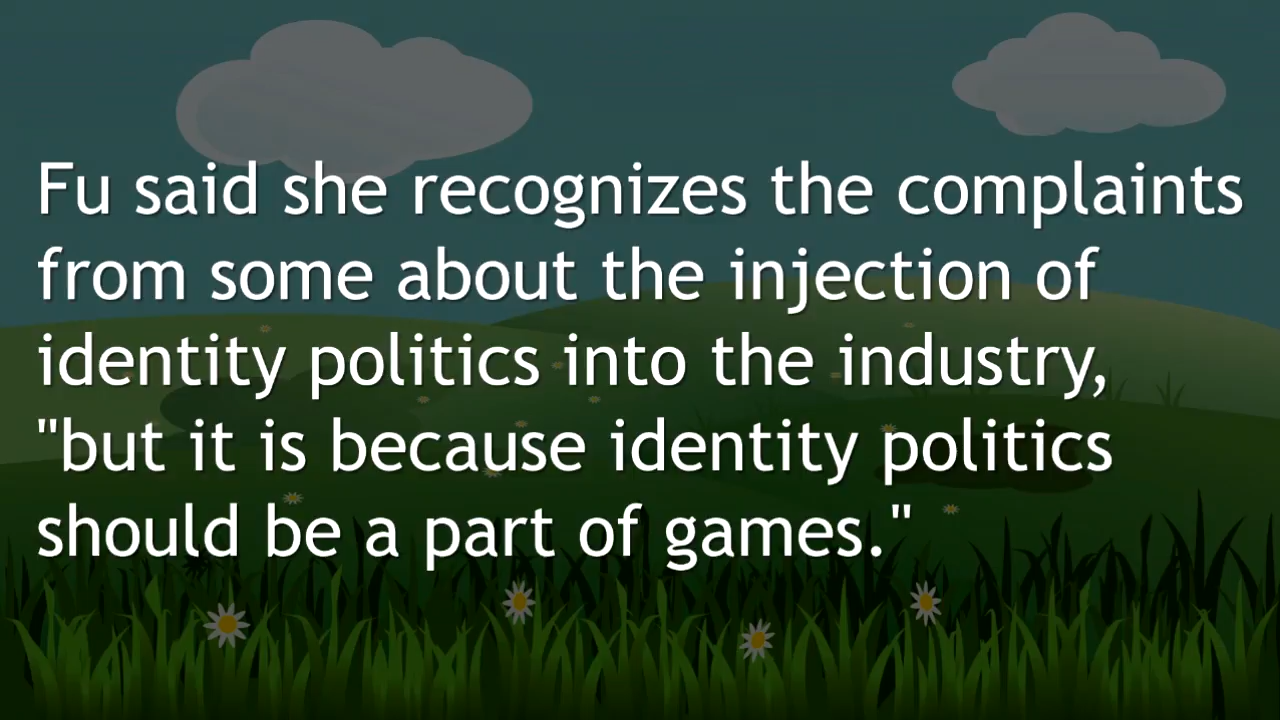 Fu said she recognizes the complaints
from some about the injection of
identity politics into the industry,
"but it is because identity politics
should be a part of games."